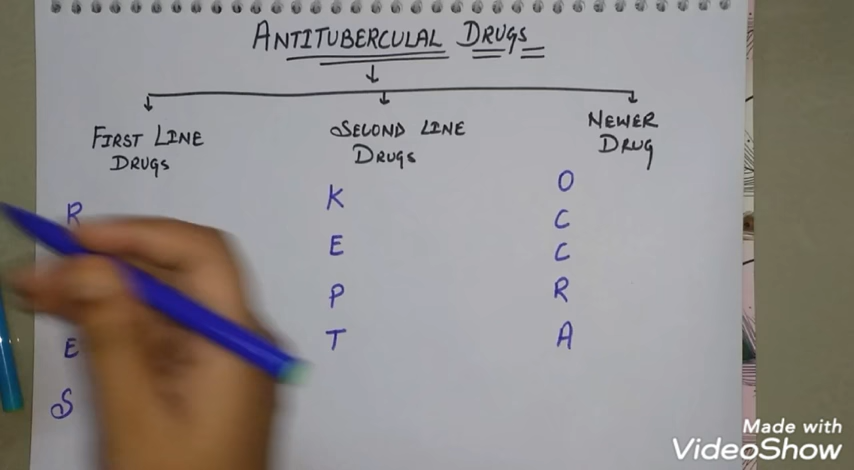 ANTITUBERCULAL DRUGS
FIRST LINE
DRUGS
SECOND LINE
DRUGS
NEWER
DRUG
R
E
S
K
E
P
T
O
C
C
R
A
Made with
VideoShow